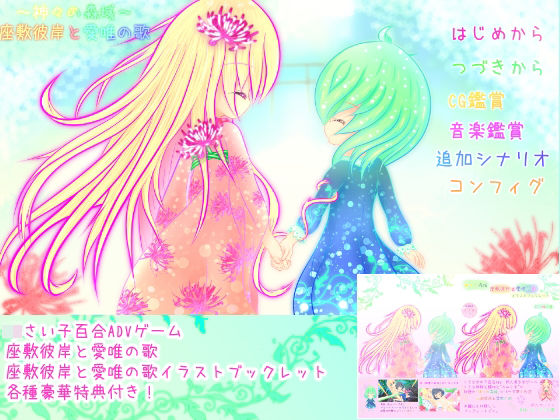 ～神々の森域～
座敷彼岸と愛唯の歌
はじめから
つづきから
CG鑑賞
音楽鑑賞
追加シナリオ
コンフィグ
さい子百合ADVゲーム
座敷彼岸と愛唯の歌
座敷彼岸と愛唯の歌イラストブックレット
各種豪華特典付き！